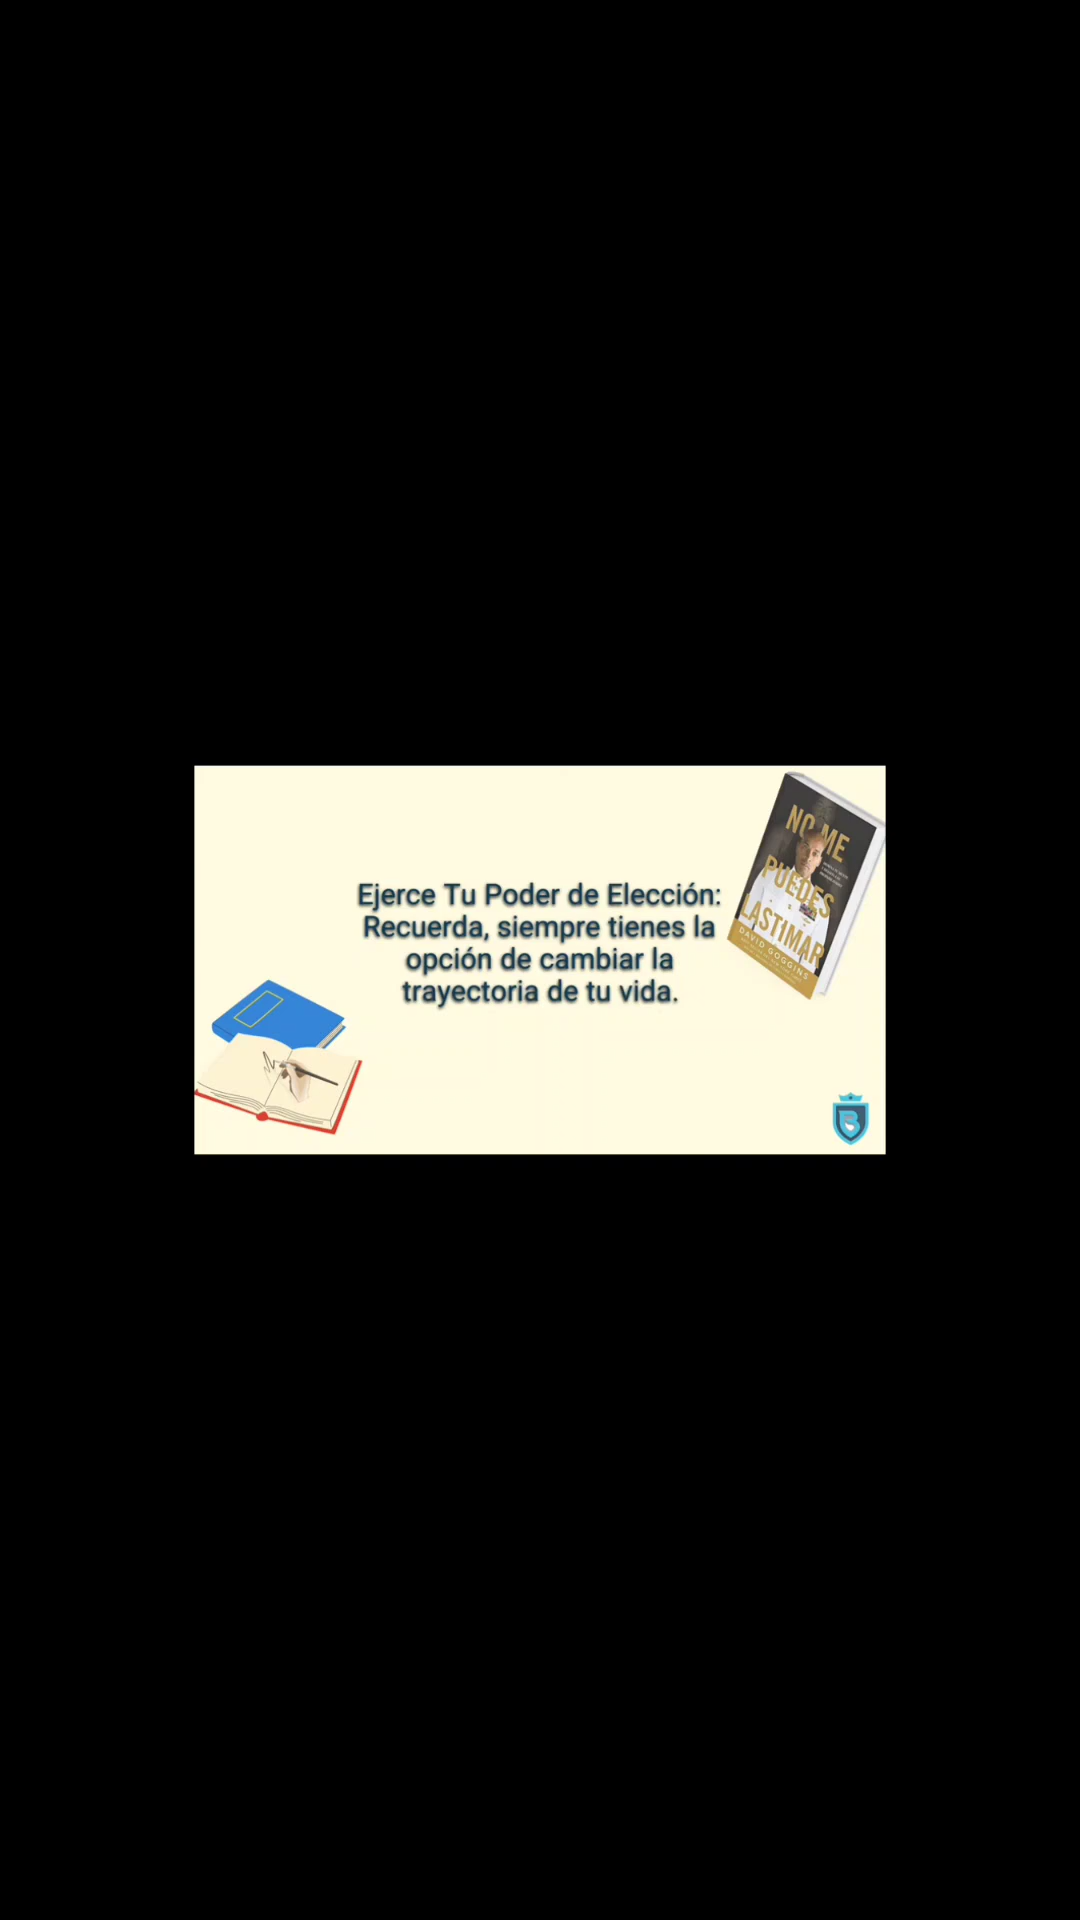 Ejerce Tu Poder de Elección:
Recuerda, siempre tienes la
opción de cambiar la
trayectoria de tu vida.
NO ME
PUEDES
LASTIMAR
DAVID GOGGINS
B